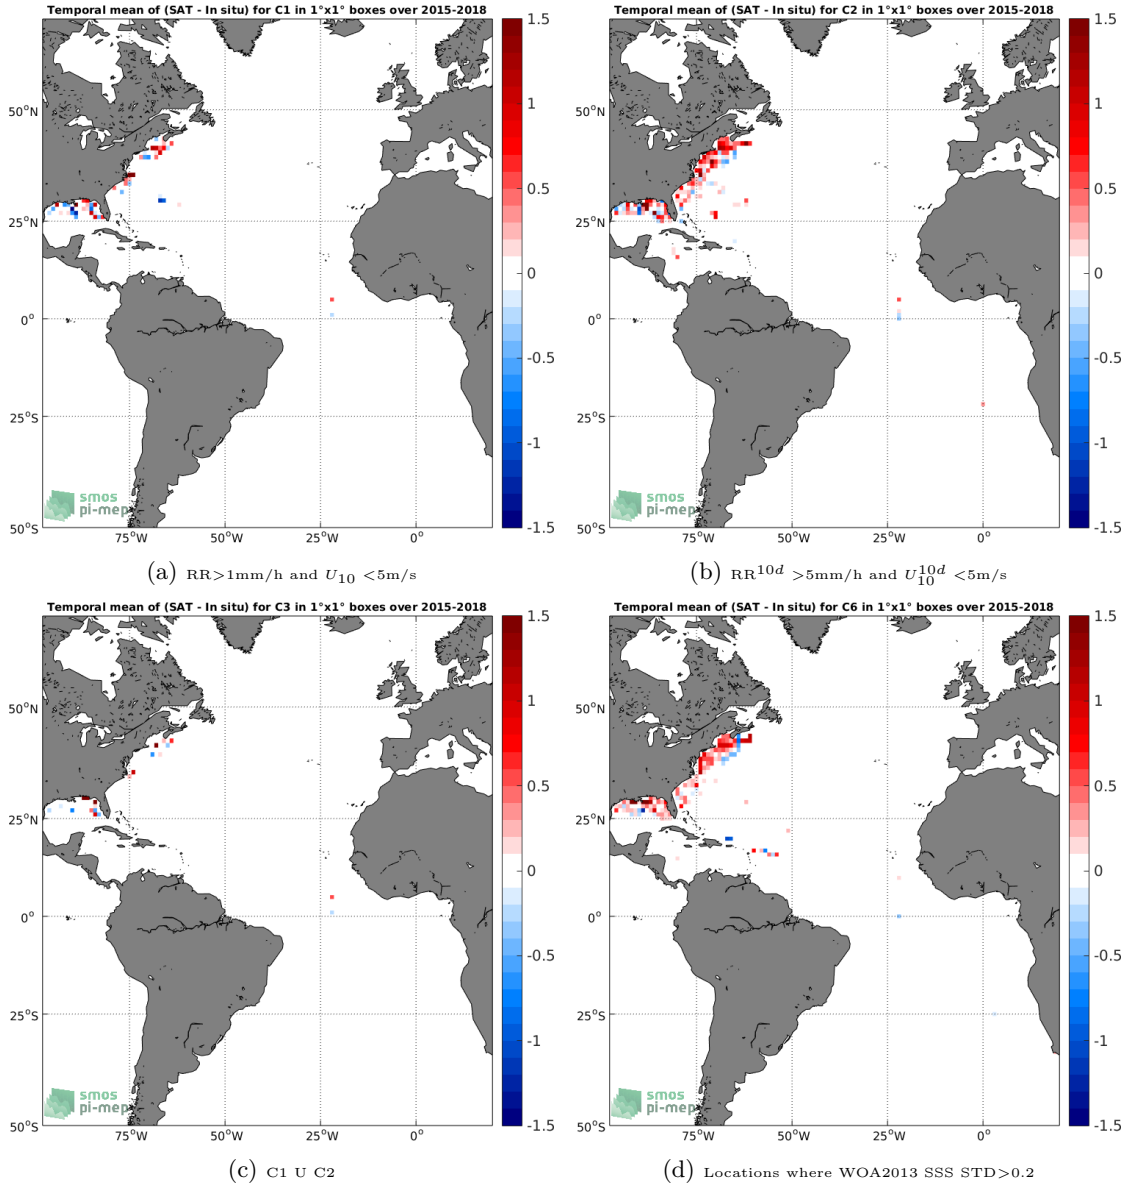 Temporal mean of (SAT - In situ) for C1 in 1°x1° boxes over 2015-2018
50°N
25°N
0°
25°S
50°S
75°W 50°W 25°W 0°
1.5
1
0.5
0
-0.5
-1
-1.5
smos
pi-mep
(a) RR>1mm/h and U10 <5m/s
Temporal mean of (SAT - In situ) for C2 in 1°x1° boxes over 2015-2018
50°N
25°N
0°
25°S
50°S
75°W 50°W 25°W 0°
1.5
1
0.5
0
-0.5
-1
-1.5
smos
pi-mep
(b) RR^10d >5mm/h and U_10^10d <5m/s
Temporal mean of (SAT - In situ) for C3 in 1°x1° boxes over 2015-2018
50°N
25°N
0°
25°S
50°S
75°W 50°W 25°W 0°
1.5
1
0.5
0
-0.5
-1
-1.5
smos
pi-mep
(c) C1 U C2
Temporal mean of (SAT - In situ) for C6 in 1°x1° boxes over 2015-2018
50°N
25°N
0°
25°S
50°S
75°W 50°W 25°W 0°
1.5
1
0.5
0
-0.5
-1
-1.5
smos
pi-mep
(d) Locations where WOA2013 SSS STD>0.2